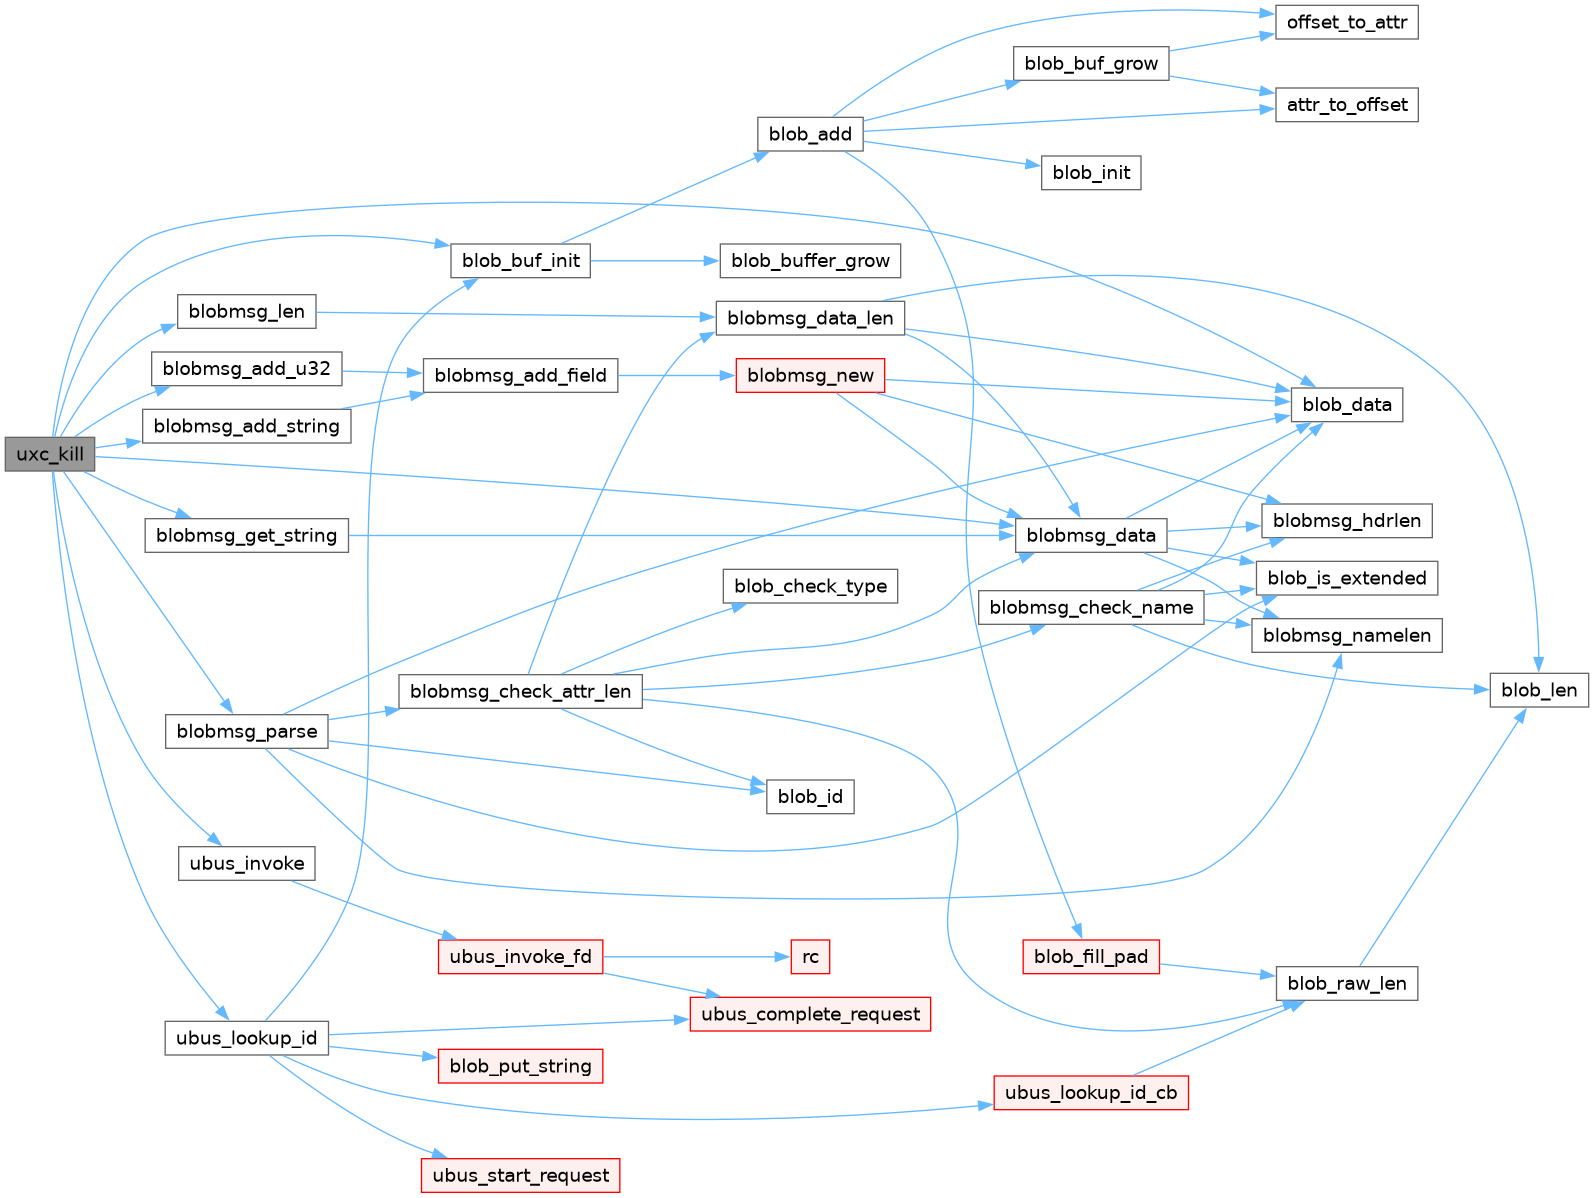 offset_to_attr
blob_buf_grow
attr_to_offset
blob_add
blob_init
blob_buf_init
blob_buffer_grow
blobmsg_len
blobmsg_data_len
blobmsg_add_u32
blobmsg_add_field
blobmsg_new
blob_data
blobmsg_add_string
uxc_kill
blobmsg_hdrlen
blobmsg_get_string
blobmsg_data
blob_is_extended
blob_check_type
blobmsg_check_name
blobmsg_namelen
blobmsg_check_attr_len
blob_len
blobmsg_parse
blob_id
ubus_invoke
ubus_invoke_fd
rc
blob_fill_pad
blob_raw_len
ubus_complete_request
ubus_lookup_id
blob_put_string
ubus_lookup_id_cb
ubus_start_request